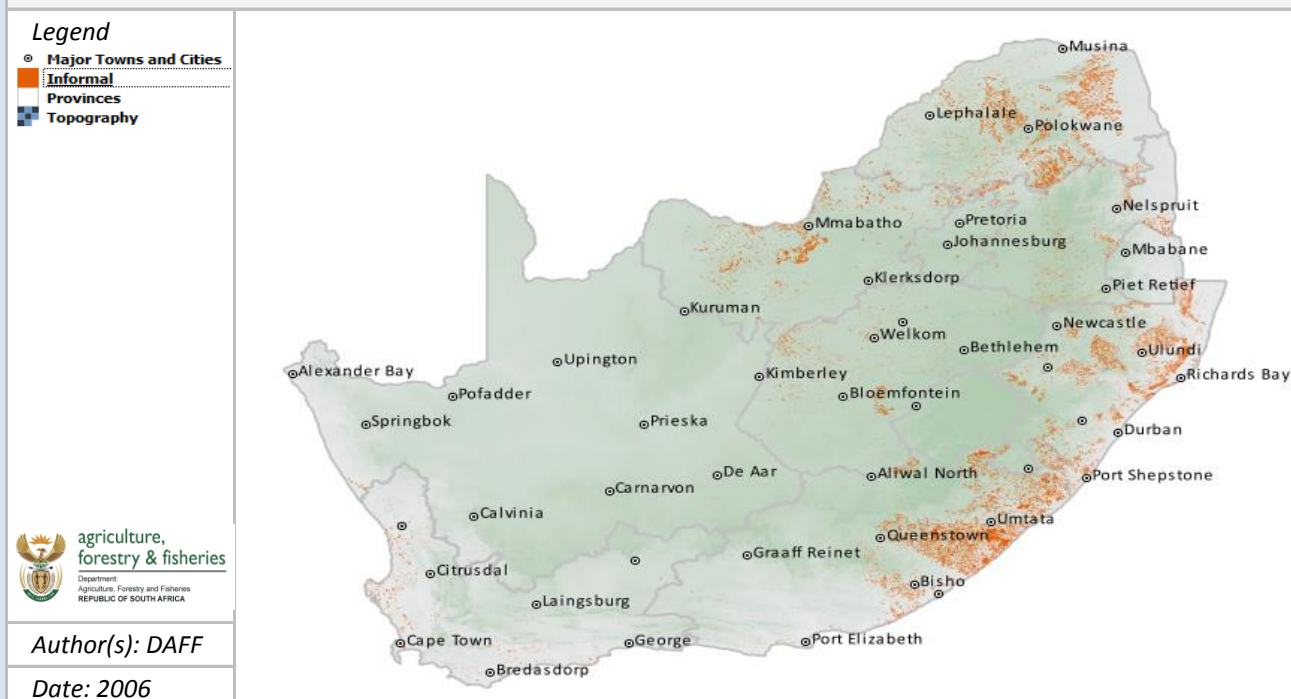 Legend
Major Towns and Cities
Informal
Provinces
Topography
agriculture,
forestry & fisheries
Department:
Agriculture, Forestry and Fisheries
REPUBLIC OF SOUTH AFRICA
Author(s): DAFF
Date: 2006
Musina
Lephalale
Polokwane
Nelspruit
Mmabatho
Pretoria
Johannesburg
Mbabane
Klerksdorp
Piet Retief
Kuruman
Newcastle
Welkom
Bethlehem
Ulundi
Upington
Alexander Bay
Kimberley
Richards Bay
Pofadder
Bloemfontein
Springbok
Prieska
Durban
De Aar
Aliwal North
Port Shepstone
Carnarvon
Calvinia
Umtata
Queenstown
Graaff Reinet
Citrusdal
Bisho
Laingsburg
Cape Town
George
Port Elizabeth
Bredasdorp